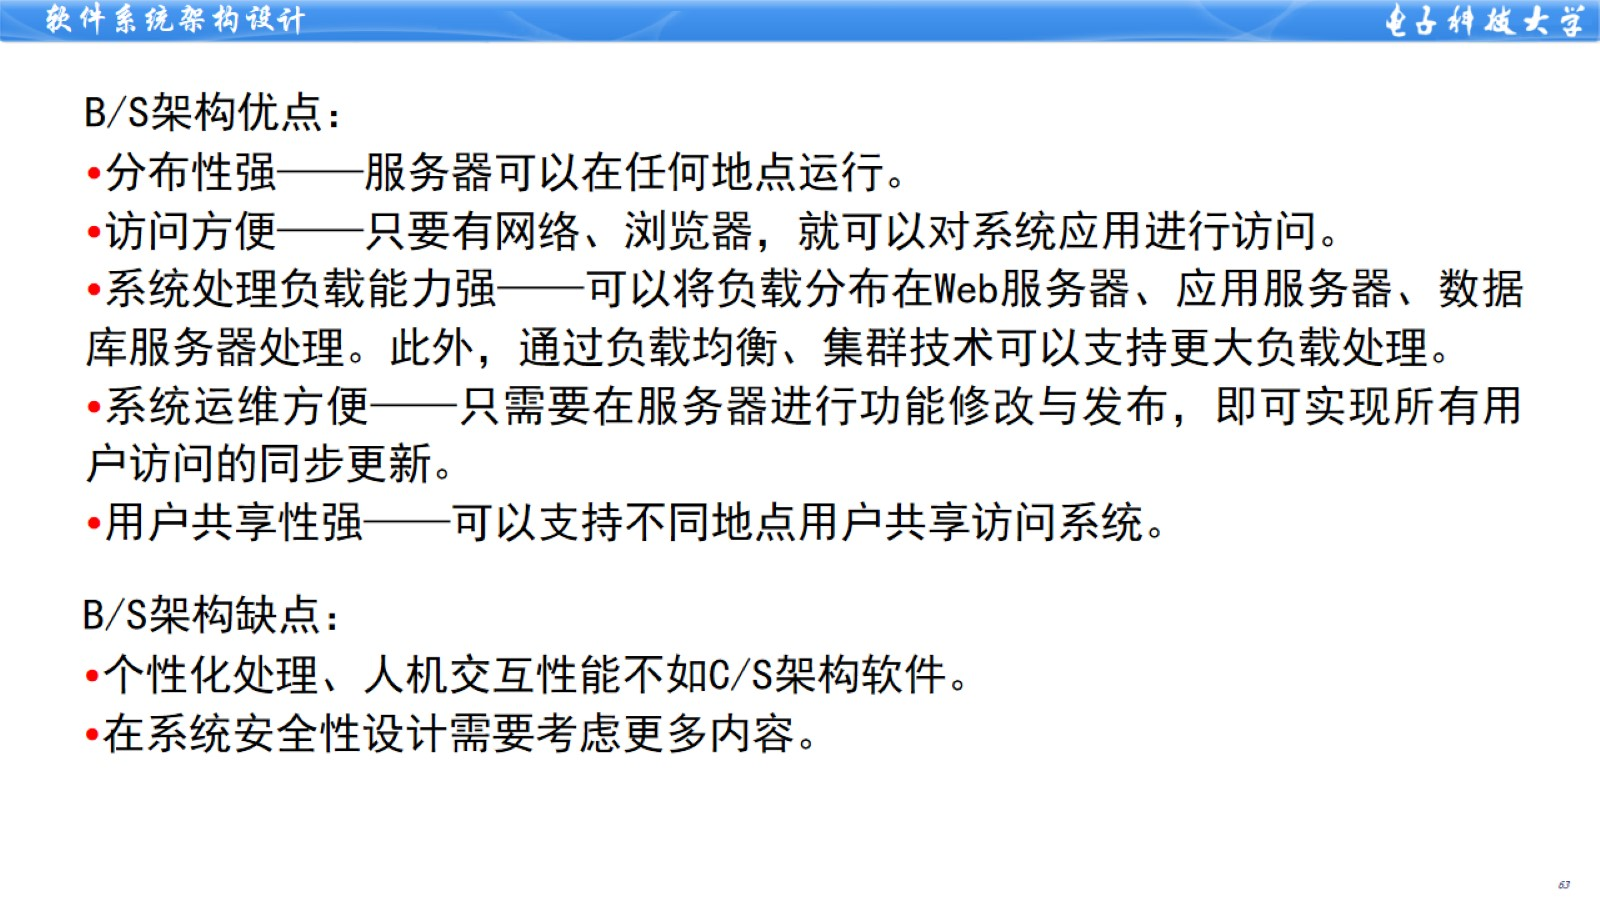 软件系统架构设计
电子科技大学
B/S架构优点：
•分布性强——服务器可以在任何地点运行。
•访问方便——只要有网络、浏览器，就可以对系统应用进行访问。
•系统处理负载能力强——可以将负载分布在Web服务器、应用服务器、数据
库服务器处理。此外，通过负载均衡、集群技术可以支持更大负载处理。
•系统运维方便——只需要在服务器进行功能修改与发布，即可实现所有用
户访问的同步更新。
•用户共享性强——可以支持不同地点用户共享访问系统。
B/S架构缺点：
•个性化处理、人机交互性能不如C/S架构软件。
•在系统安全性设计需要考虑更多内容。
63